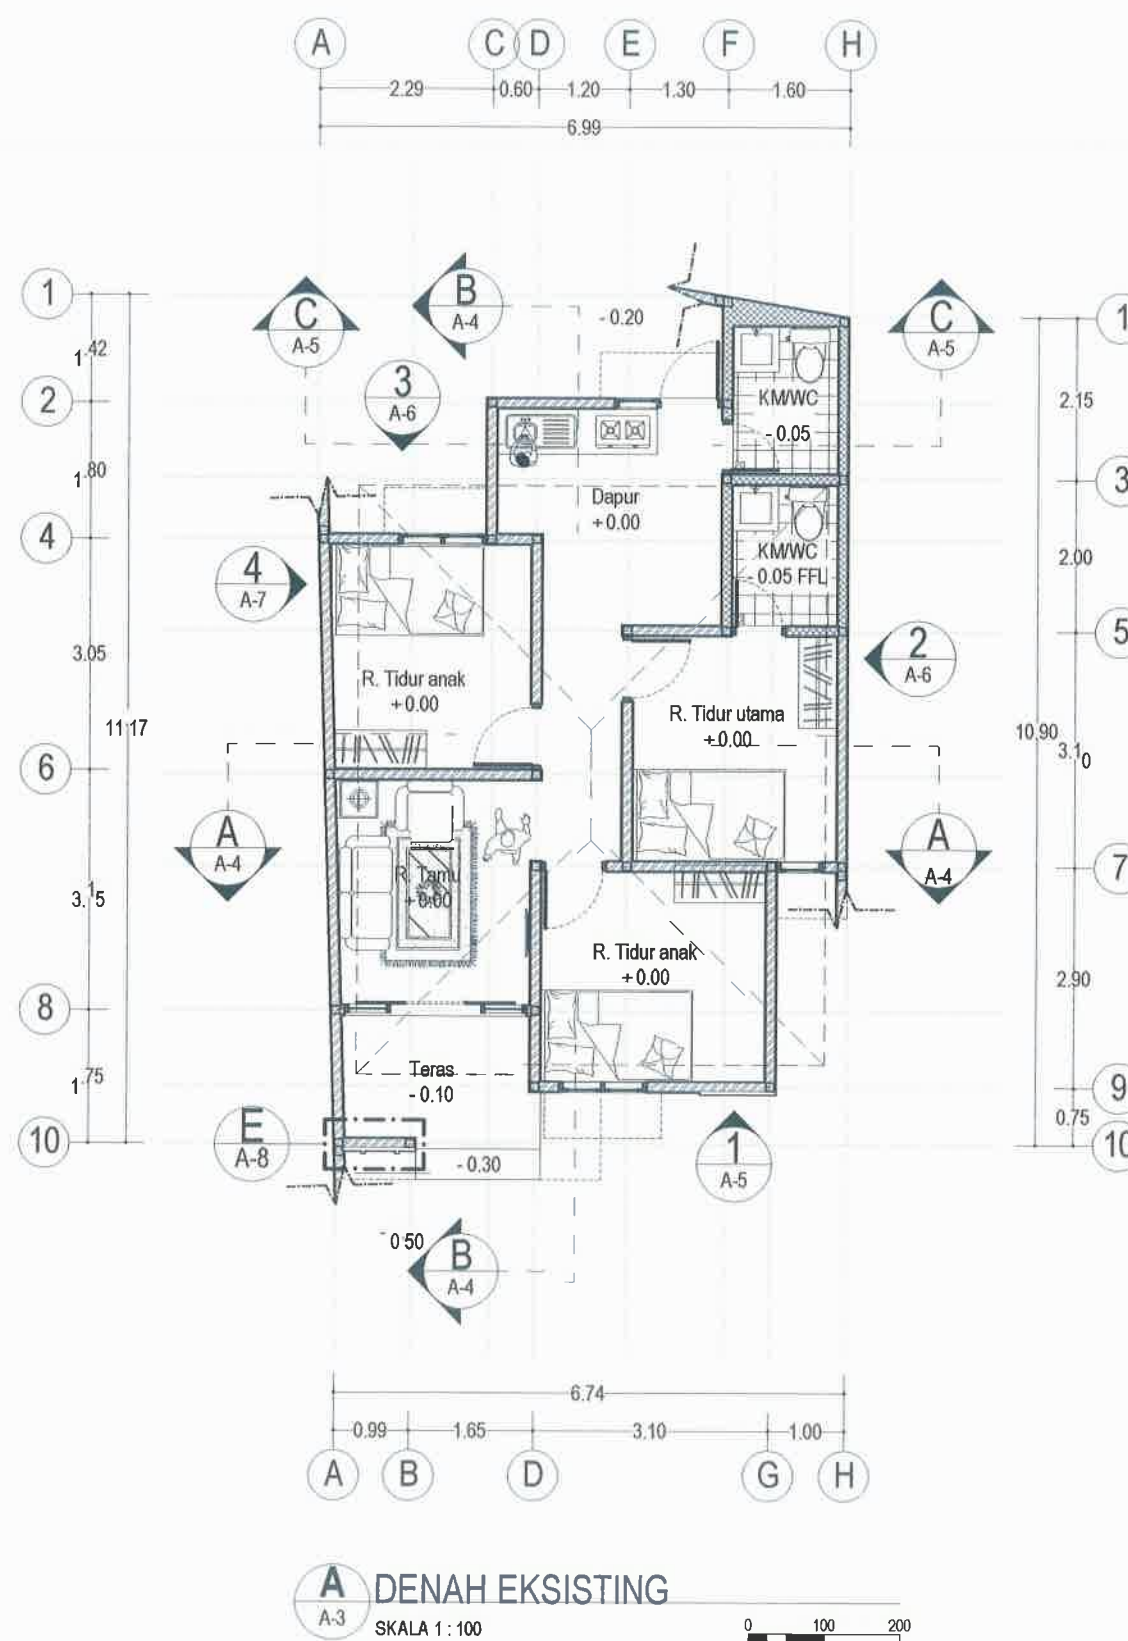 A C D E F H
2.29 0.60 1.20 1.30 1.60
6.99
1
1.42
2
1.80
4
3.05
11.17
6
3.15
8
1.75
10
C
A-5
B
A-4
- 0.20
C
A-5
3
A-6
KM/WC
- 0.05
Dapur
+0.00
KM/WC
- 0.05 FFL
4
A-7
2
A-6
R. Tidur anak
+0.00
R. Tidur utama
+0.00
A
A-4
R. Tamu
+0.00
A
A-4
R. Tidur anak
+0.00
Teras
- 0.10
E
A-8
- 0.30
1
A-5
- 0.50
B
A-4
1
2.15
3
2.00
5
10.90
3.10
7
2.90
9
0.75
10
6.74
0.99 1.65 3.10 1.00
A B D G H
A
A-3
DENAH EKSISTING
SKALA 1 : 100
0 100 200